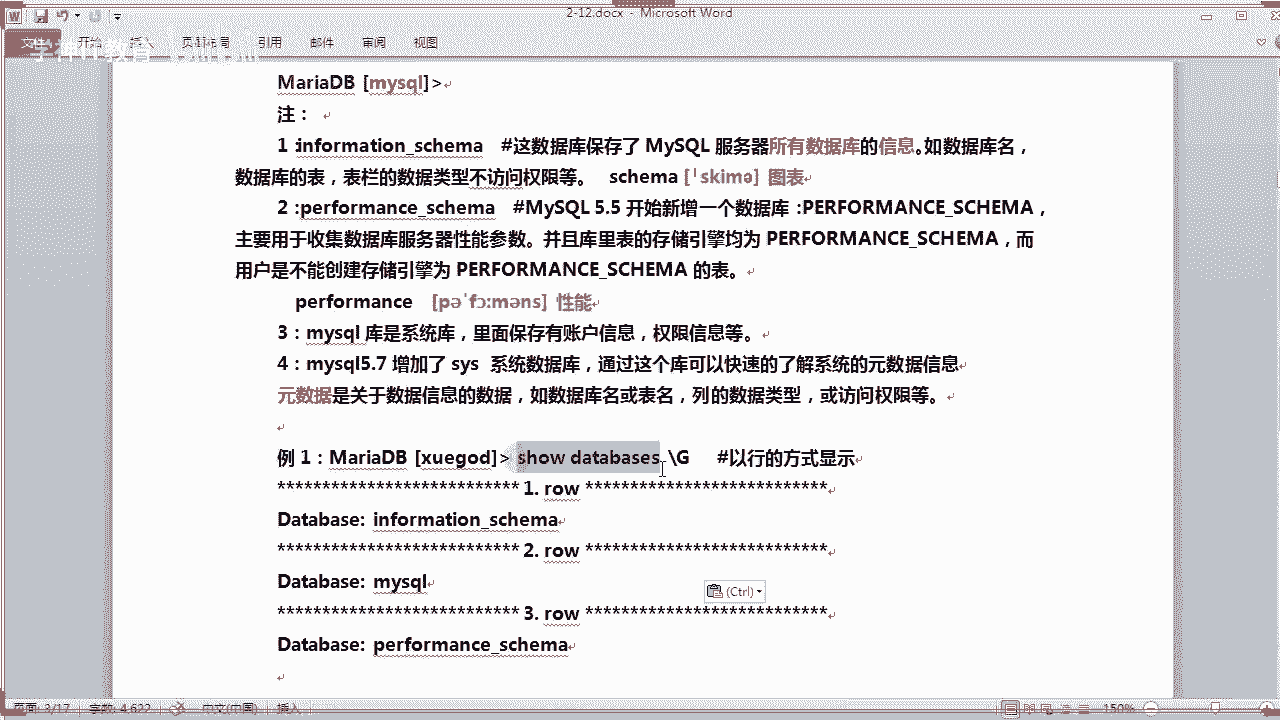 2-12.docx - Microsoft Word
文件 开始 页面布局 引用 邮件 审阅 视图
MariaDB [mysql]>
注：
1：information_schema #这数据库保存了 MySQL 服务器所有数据库的信息。如数据库名，
数据库的表，表栏的数据类型不访问权限等。 schema [ˈskimə] 图表
2：performance_schema #MySQL 5.5 开始新增一个数据库：PERFORMANCE_SCHEMA，
主要用于收集数据库服务器性能参数。并且库里表的存储引擎均为 PERFORMANCE_SCHEMA，而
用户是不能创建存储引擎为 PERFORMANCE_SCHEMA 的表。
performance [pəˈfɔːməns] 性能
3：mysql 库是系统库，里面保存有账户信息，权限信息等。
4：mysql5.7 增加了 sys 系统数据库，通过这个库可以快速的了解系统的元数据信息
元数据是关于数据信息的数据，如数据库名或表名，列的数据类型，或访问权限等。
例 1：MariaDB [xuegod]> show databases \G #以行的方式显示
*************************** 1. row ***************************
Database: information_schema
*************************** 2. row ***************************
Database: mysql
(Ctrl)
*************************** 3. row ***************************
Database: performance_schema
页面: 3/17 字数: 4,622 中文(中国) 插入 150%